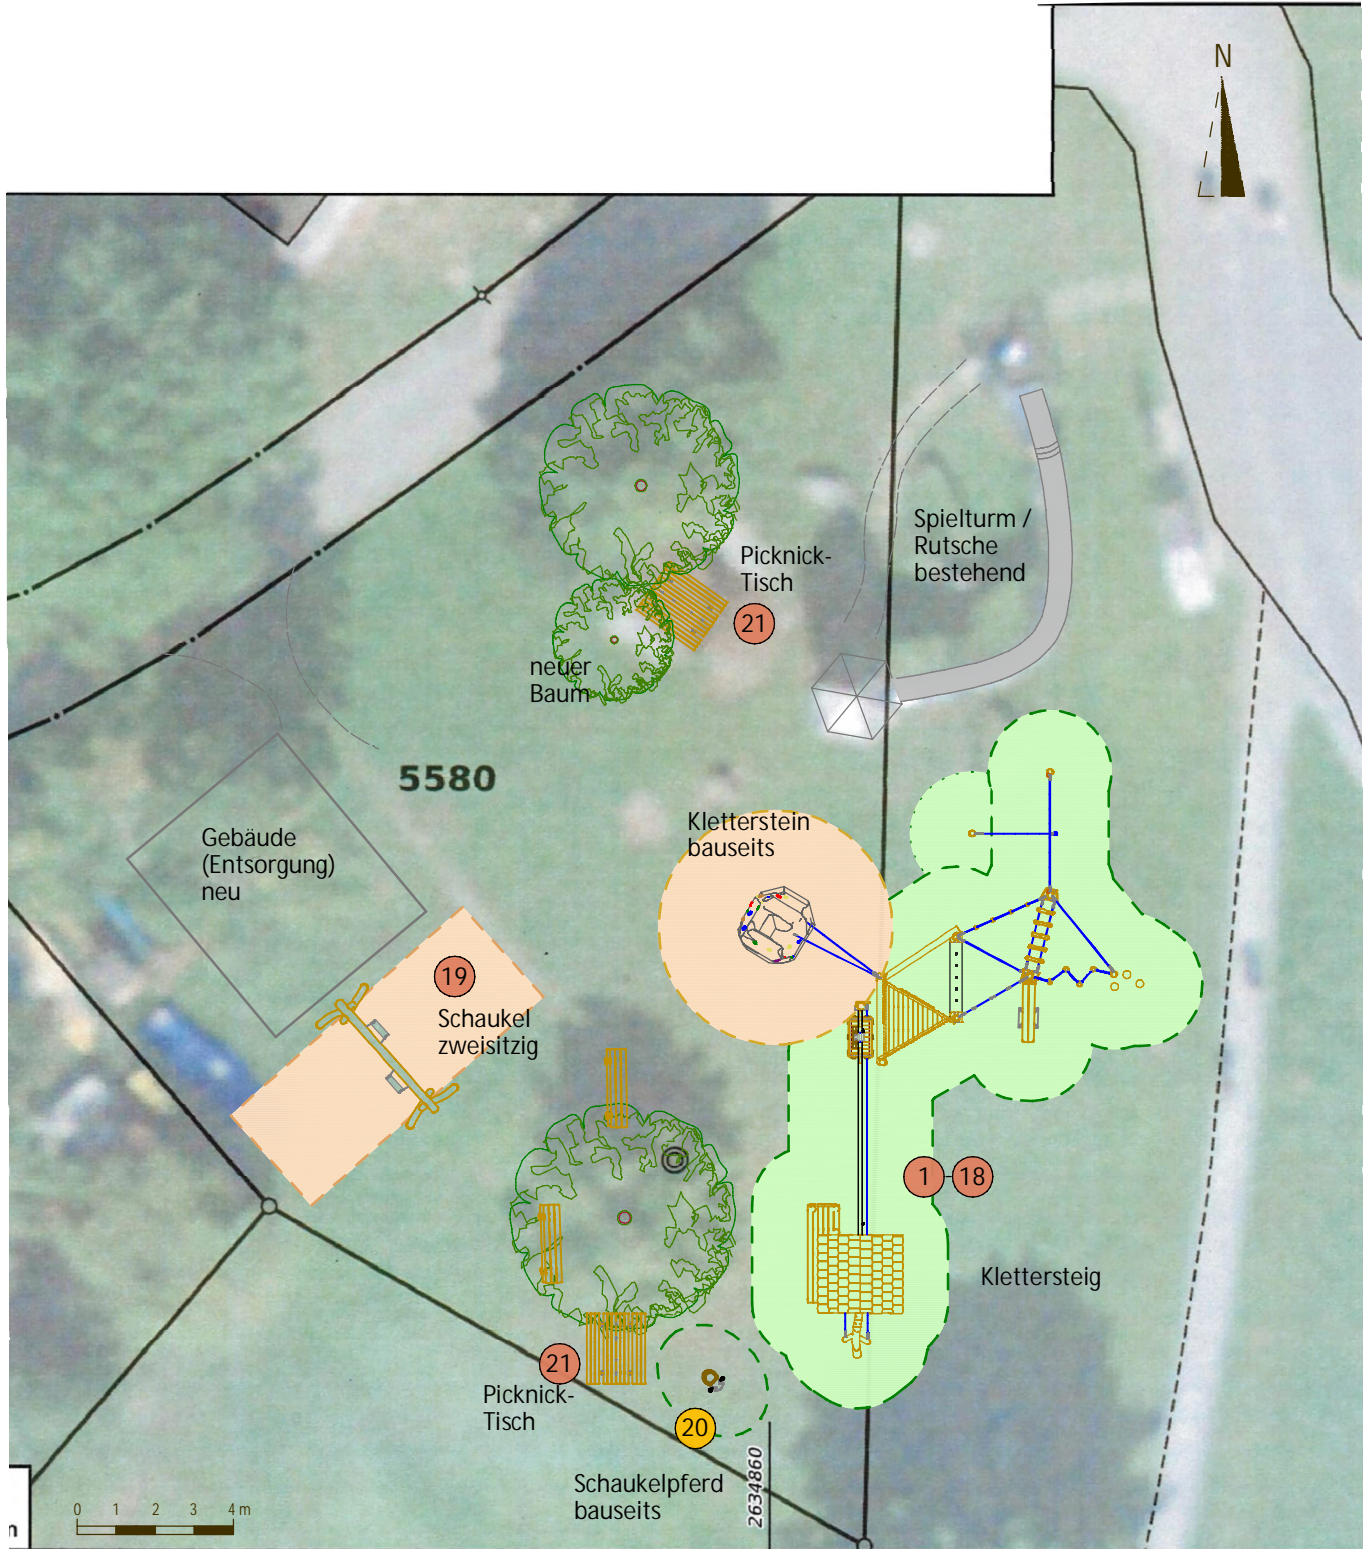 N
Spielturm /
Rutsche
bestehend
Picknick-
Tisch
21
neuer
Baum
5580
Kletterstein
bauseits
Gebäude
(Entsorgung)
neu
19
Schaukel
zweisitzig
1-18
Klettersteig
21
Picknick-
Tisch
20
Schaukelpferd
bauseits
2634860
0 1 2 3 4 m
n